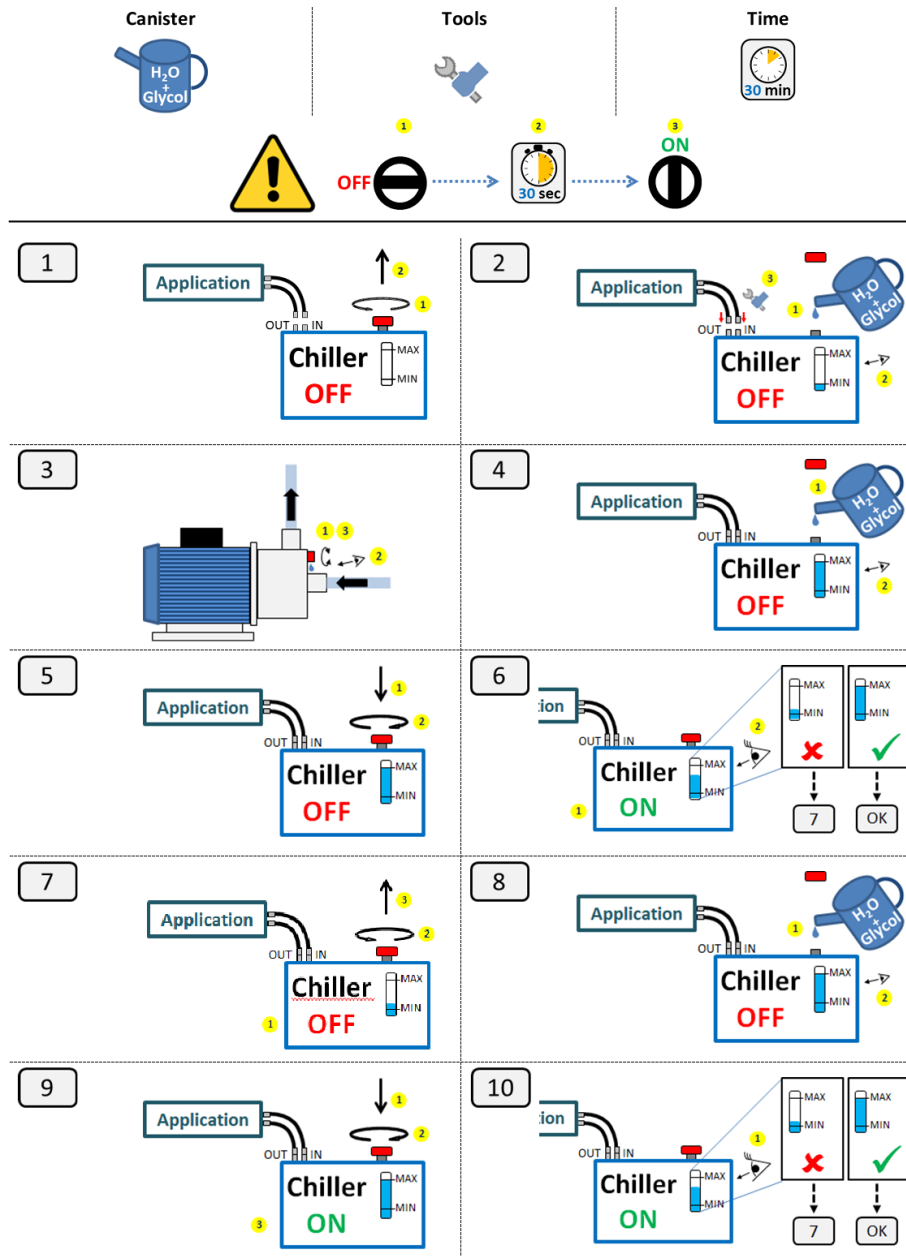 Canister
Tools
Time
H2O
+
Glycol
30 min
1
2
3
ON
OFF
30 sec
1
Application
2
1
OUT
IN
Chiller
OFF
MAX
MIN
2
Application
3
1
H2O
+
Glycol
OUT
IN
Chiller
OFF
MAX
MIN
2
3
1 3
2
4
Application
1
H2O
+
Glycol
OUT
IN
Chiller
OFF
MAX
MIN
2
5
Application
1
2
OUT
IN
Chiller
OFF
MAX
MIN
6
tion
2
OUT
IN
Chiller
ON
MAX
MIN
1
MAX
MIN
MAX
MIN
7
OK
7
Application
3
2
OUT
IN
Chiller
OFF
MAX
MIN
1
8
Application
1
H2O
+
Glycol
OUT
IN
Chiller
OFF
MAX
MIN
2
9
Application
1
2
OUT
IN
Chiller
ON
MAX
MIN
3
10
tion
1
OUT
IN
Chiller
ON
MAX
MIN
MAX
MIN
MAX
MIN
7
OK